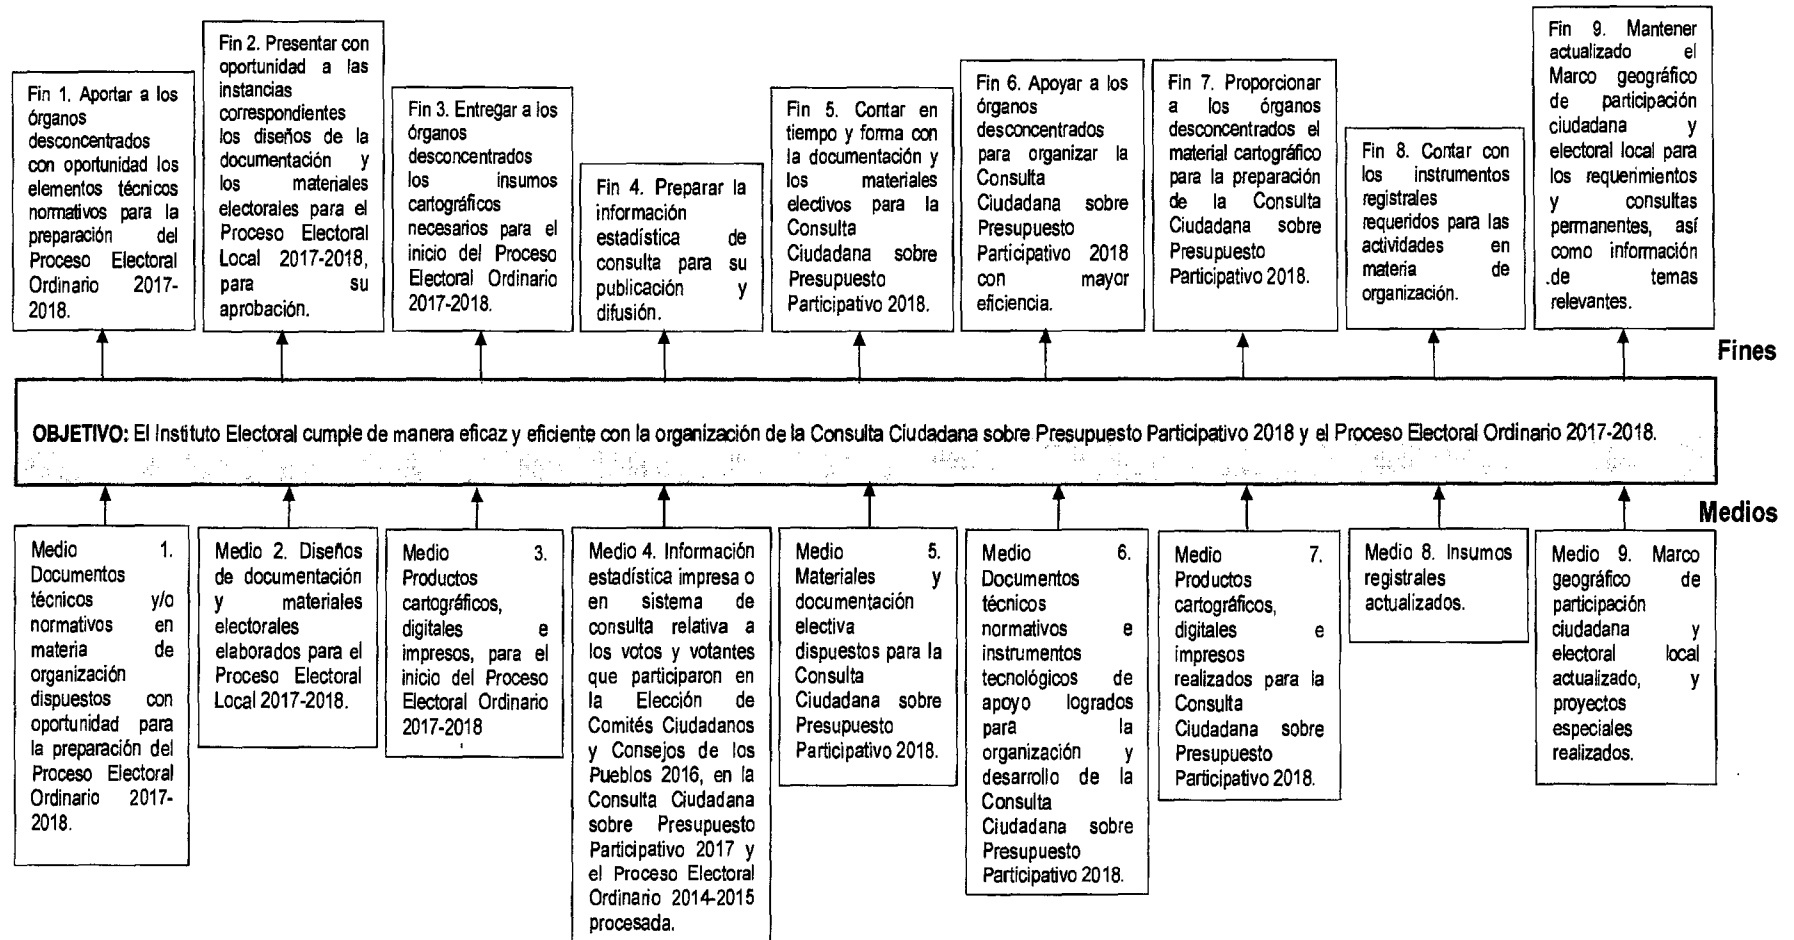 Fin 1. Aportar a los
órganos
desconcentrados
con oportunidad los
elementos técnicos
normativos para la
preparación del
Proceso Electoral
Ordinario 2017-
2018.
Fin 2. Presentar con
oportunidad a las
instancias
correspondientes
los diseños de la
documentación y
los materiales
electorales para el
Proceso Electoral
Local 2017-2018,
para su
aprobación.
Fin 3. Entregar a los
órganos
desconcentrados
los insumos
cartográficos
necesarios para el
inicio del Proceso
Electoral Ordinario
2017-2018.
Fin 4. Preparar la
información
estadística de
consulta para su
publicación y
difusión.
Fin 5. Contar en
tiempo y forma con
la documentación y
los materiales
electivos para la
Consulta
Ciudadana sobre
Presupuesto
Participativo 2018.
Fin 6. Apoyar a los
órganos
desconcentrados
para organizar la
Consulta
Ciudadana sobre
Presupuesto
Participativo 2018
con mayor
eficiencia.
Fin 7. Proporcionar
a los órganos
desconcentrados el
material cartográfico
para la preparación
de la Consulta
Ciudadana sobre
Presupuesto
Participativo 2018.
Fin 8. Contar con
los instrumentos
registrales
requeridos para las
actividades en
materia de
organización.
Fin 9. Mantener
actualizado el
Marco geográfico
de participación
ciudadana y
electoral local para
los requerimientos
y consultas
permanentes, así
como información
de temas
relevantes.
Fines
OBJETIVO: El Instituto Electoral cumple de manera eficaz y eficiente con la organización de la Consulta Ciudadana sobre Presupuesto Participativo 2018 y el Proceso Electoral Ordinario 2017-2018.
Medios
Medio 1.
Documentos
técnicos y/o
normativos en
materia de
organización
dispuestos con
oportunidad para
la preparación del
Proceso Electoral
Ordinario 2017-
2018.
Medio 2. Diseños
de documentación
y materiales
electorales
elaborados para el
Proceso Electoral
Local 2017-2018.
Medio 3.
Productos
cartográficos,
digitales e
impresos, para el
inicio del Proceso
Electoral Ordinario
2017-2018
Medio 4. Información
estadística impresa o
en sistema de
consulta relativa a
los votos y votantes
que participaron en
la Elección de
Comités Ciudadanos
y Consejos de los
Pueblos 2016, en la
Consulta Ciudadana
sobre Presupuesto
Participativo 2017 y
el Proceso Electoral
Ordinario 2014-2015
procesada.
Medio 5.
Materiales y
documentación
electiva
dispuestos para la
Consulta
Ciudadana sobre
Presupuesto
Participativo 2018.
Medio 6.
Documentos
técnicos
normativos e
instrumentos
tecnológicos de
apoyo logrados
para la
organización y
desarrollo de la
Consulta
Ciudadana sobre
Presupuesto
Participativo 2018.
Medio 7.
Productos
cartográficos,
digitales e
impresos
realizados para la
Consulta
Ciudadana sobre
Presupuesto
Participativo 2018.
Medio 8. Insumos
registrales
actualizados.
Medio 9. Marco
geográfico de
participación
ciudadana y
electoral local
actualizado, y
proyectos
especiales
realizados.